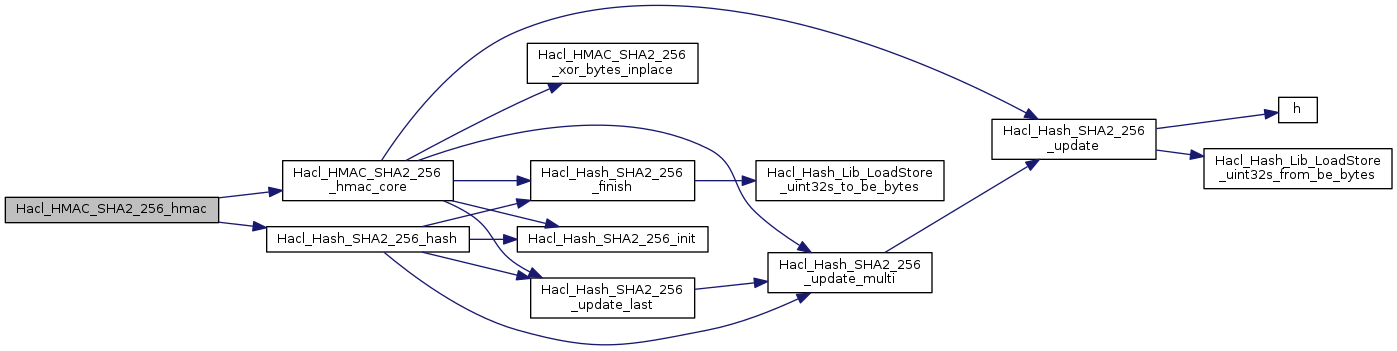 Hacl_HMAC_SHA2_256_hmac
Hacl_HMAC_SHA2_256
_hmac_core
Hacl_Hash_SHA2_256_hash
Hacl_HMAC_SHA2_256
_xor_bytes_inplace
Hacl_Hash_SHA2_256
_finish
Hacl_Hash_SHA2_256_init
Hacl_Hash_SHA2_256
_update_last
Hacl_Hash_Lib_LoadStore
_uint32s_to_be_bytes
Hacl_Hash_SHA2_256
_update_multi
Hacl_Hash_SHA2_256
_update
h
Hacl_Hash_Lib_LoadStore
_uint32s_from_be_bytes